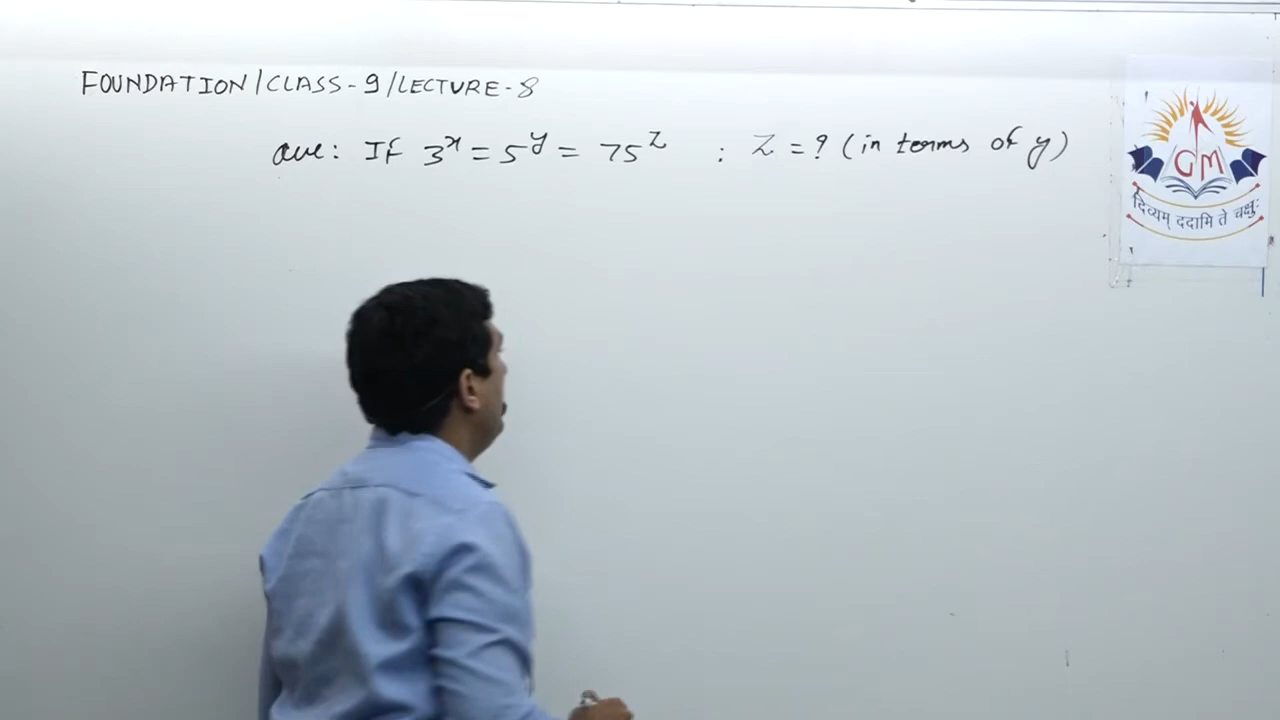 FOUNDATION/CLASS-9/LECTURE-8
Que: If 3^x = 5^y = 75^z : z = ? (in terms of y)
GM
दिव्यम् ददामि ते चक्षुः